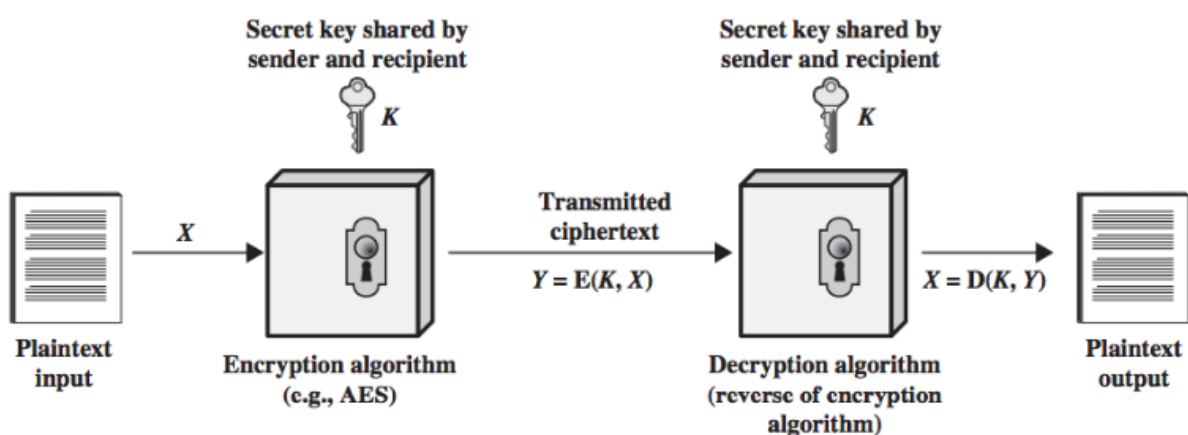 Secret key shared by
sender and recipient
K
Secret key shared by
sender and recipient
K
X
Transmitted
ciphertext
Y = E(K, X)
X = D(K, Y)
Plaintext
input
Encryption algorithm
(e.g., AES)
Decryption algorithm
(reverse of encryption
algorithm)
Plaintext
output